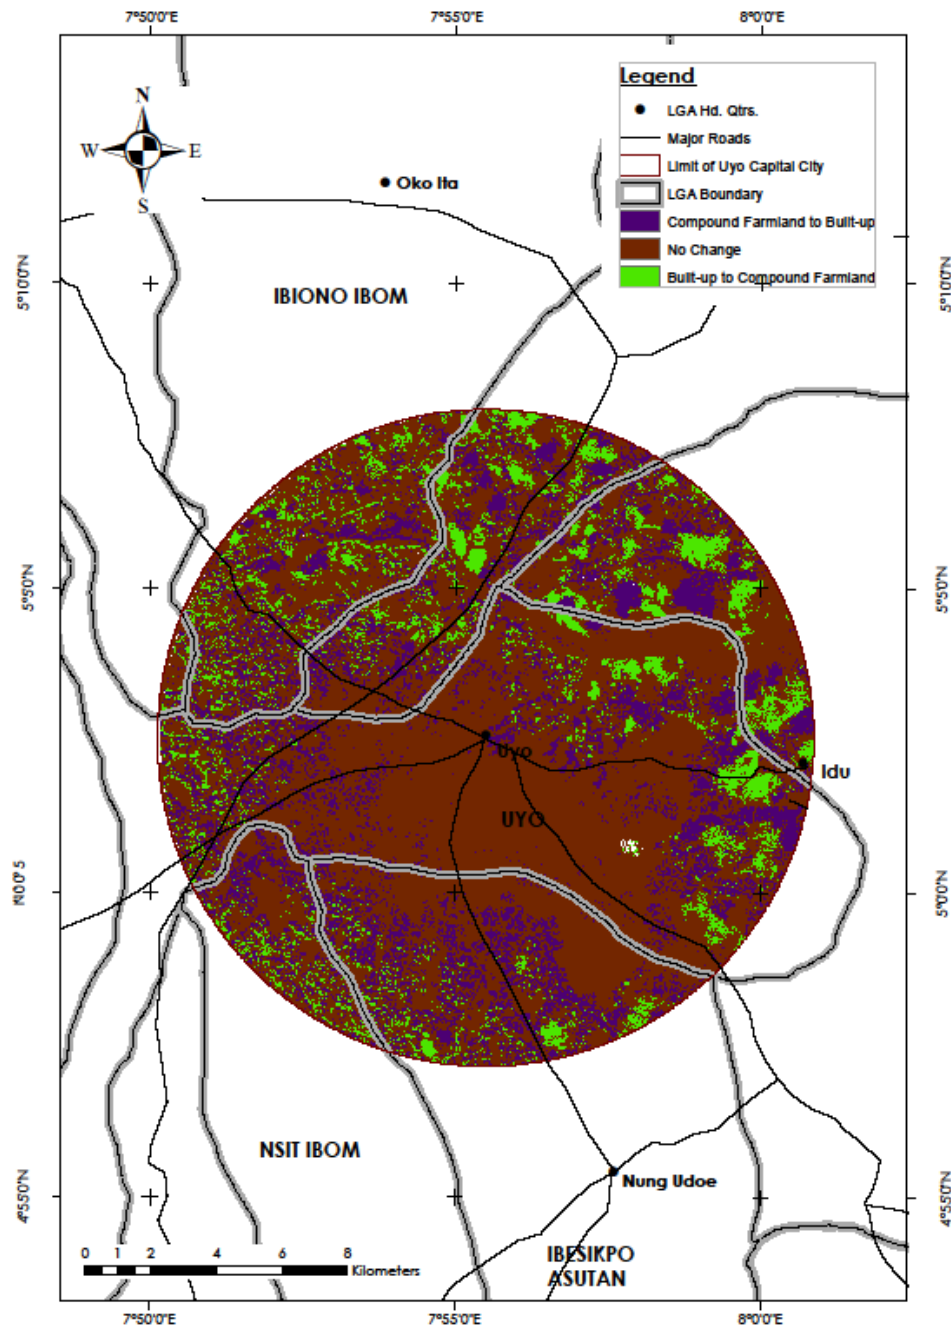 7°50'0"E 7°55'0"E 8°0'0"E
Legend
LGA Hd. Qtrs.
Major Roads
Limit of Uyo Capital City
LGA Boundary
Compound Farmland to Built-up
No Change
Built-up to Compound Farmland
N
W E
S
Oko Ita
5°10'0"N 5°10'0"N
IBIONO IBOM
5°5'0"N 5°5'0"N
Uyo
Idu
UYO
5°0'0"N
NSIT IBOM
Nung Udoe
4°55'0"N 4°55'0"N
IBESIKPO
ASUTAN
0 1 2 4 6 8
Kilometers
7°50'0"E 7°55'0"E 8°0'0"E